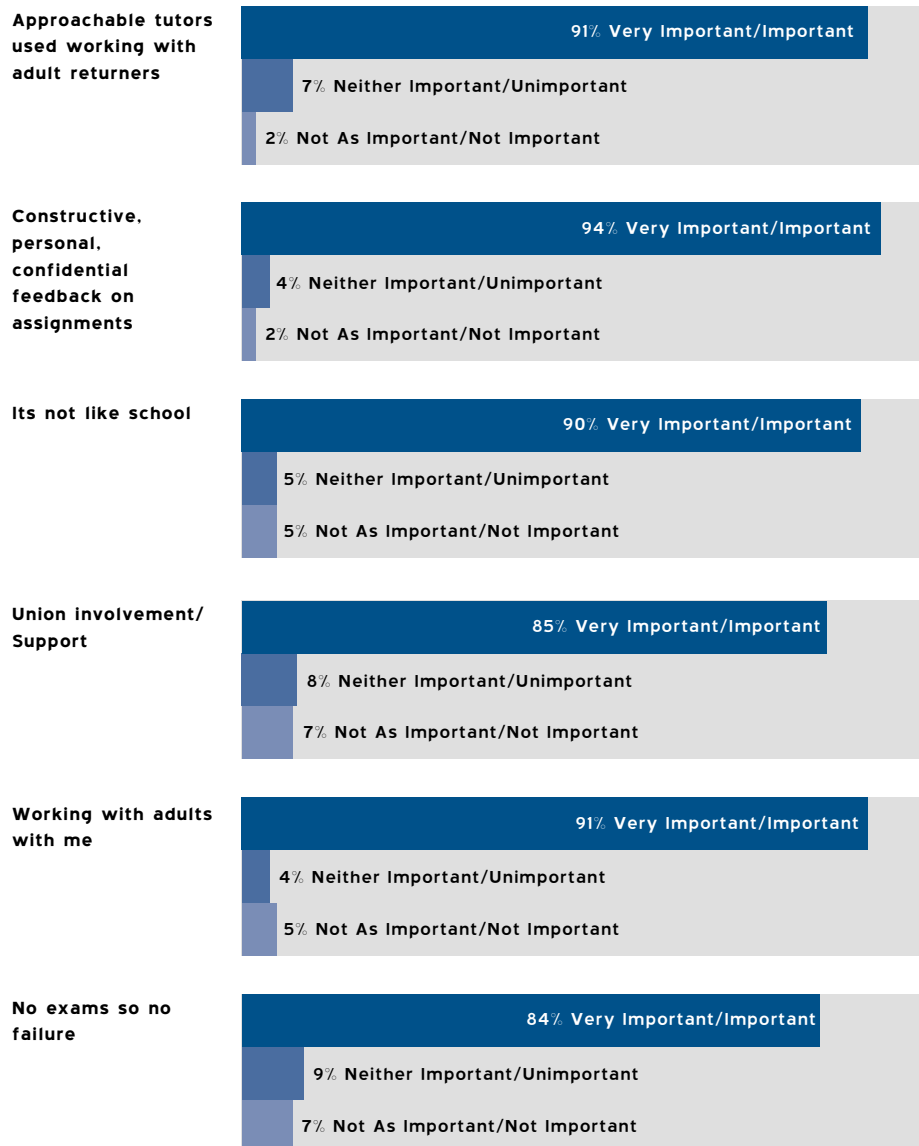 Approachable tutors
used working with
adult returners
91% Very Important/Important
7% Neither Important/Unimportant
2% Not As Important/Not Important
Constructive,
personal,
confidential
feedback on
assignments
94% Very Important/Important
4% Neither Important/Unimportant
2% Not As Important/Not Important
Its not like school
90% Very Important/Important
5% Neither Important/Unimportant
5% Not As Important/Not Important
Union involvement/
Support
85% Very Important/Important
8% Neither Important/Unimportant
7% Not As Important/Not Important
Working with adults
with me
91% Very Important/Important
4% Neither Important/Unimportant
5% Not As Important/Not Important
No exams so no
failure
84% Very Important/Important
9% Neither Important/Unimportant
7% Not As Important/Not Important